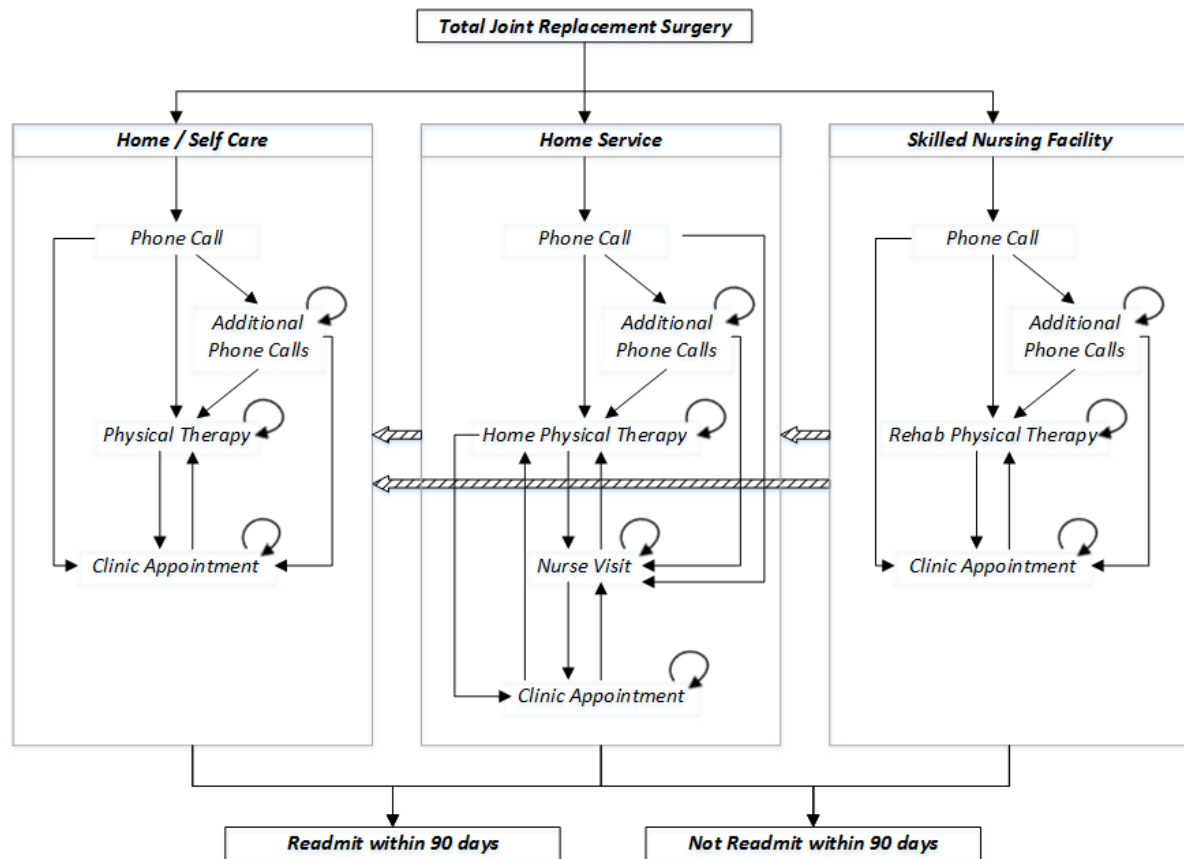 Total Joint Replacement Surgery
Home / Self Care
Phone Call
Additional
Phone Calls
Physical Therapy
Clinic Appointment
Home Service
Phone Call
Additional
Phone Calls
Home Physical Therapy
Nurse Visit
Clinic Appointment
Skilled Nursing Facility
Phone Call
Additional
Phone Calls
Rehab Physical Therapy
Clinic Appointment
Readmit within 90 days
Not Readmit within 90 days